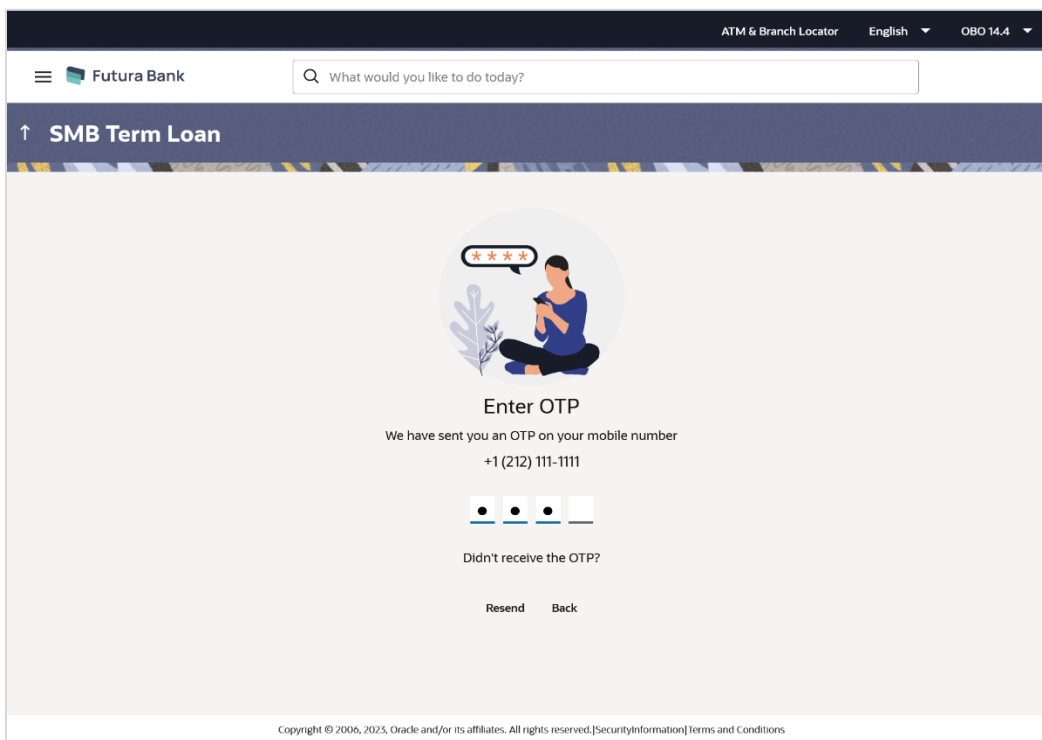 ATM & Branch Locator English OBO 14.4
Futura Bank What would you like to do today?
SMB Term Loan
****
Enter OTP
We have sent you an OTP on your mobile number
+1 (212) 111-1111
Didn't receive the OTP?
Resend Back
Copyright © 2006, 2023, Oracle and/or its affiliates. All rights reserved.|SecurityInformation|Terms and Conditions